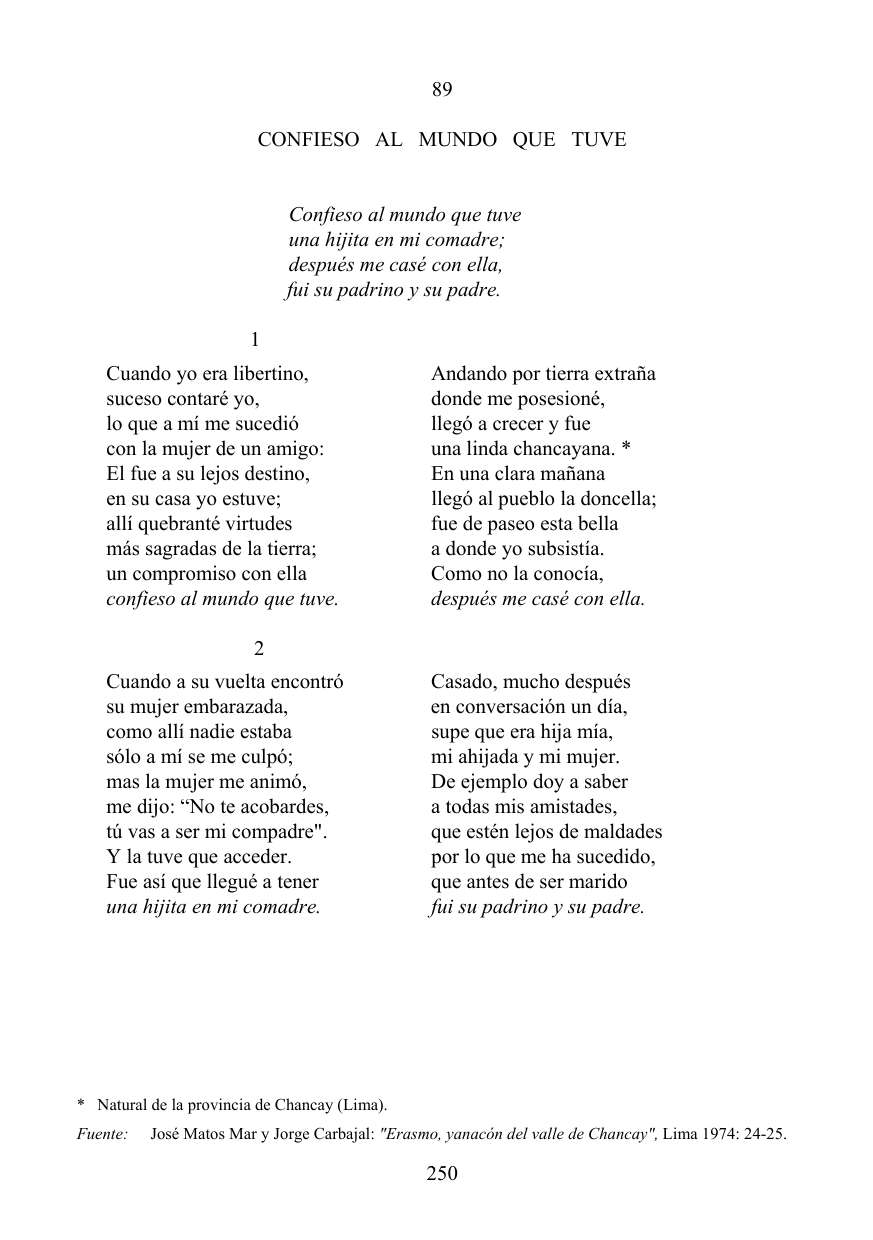 89
CONFIESO AL MUNDO QUE TUVE
Confieso al mundo que tuve
una hijita en mi comadre;
después me casé con ella,
fui su padrino y su padre.
1
Cuando yo era libertino,
suceso contaré yo,
lo que a mí me sucedió
con la mujer de un amigo:
El fue a su lejos destino,
en su casa yo estuve;
allí quebranté virtudes
más sagradas de la tierra;
un compromiso con ella
confieso al mundo que tuve.
2
Cuando a su vuelta encontró
su mujer embarazada,
como allí nadie estaba
sólo a mí se me culpó;
mas la mujer me animó,
me dijo: “No te acobardes,
tú vas a ser mi compadre".
Y la tuve que acceder.
Fue así que llegué a tener
una hijita en mi comadre.
Andando por tierra extraña
donde me posesioné,
llegó a crecer y fue
una linda chancayana. *
En una clara mañana
llegó al pueblo la doncella;
fue de paseo esta bella
a donde yo subsistía.
Como no la conocía,
después me casé con ella.
Casado, mucho después
en conversación un día,
supe que era hija mía,
mi ahijada y mi mujer.
De ejemplo doy a saber
a todas mis amistades,
que estén lejos de maldades
por lo que me ha sucedido,
que antes de ser marido
fui su padrino y su padre.
* Natural de la provincia de Chancay (Lima).
Fuente: José Matos Mar y Jorge Carbajal: "Erasmo, yanacón del valle de Chancay", Lima 1974: 24-25.
250